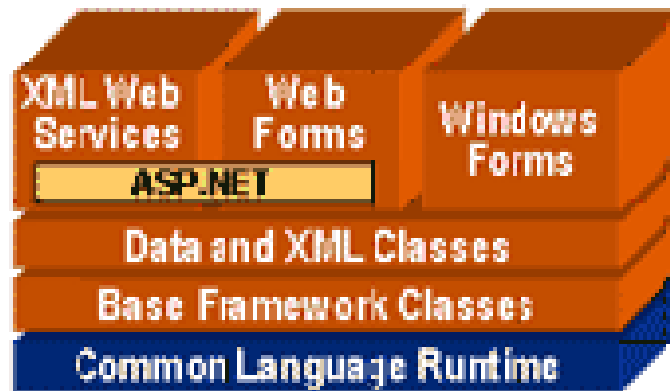 XML Web
Services
Web
Forms
Windows
Forms
ASP.NET
Data and XML Classes
Base Framework Classes
Common Language Runtime